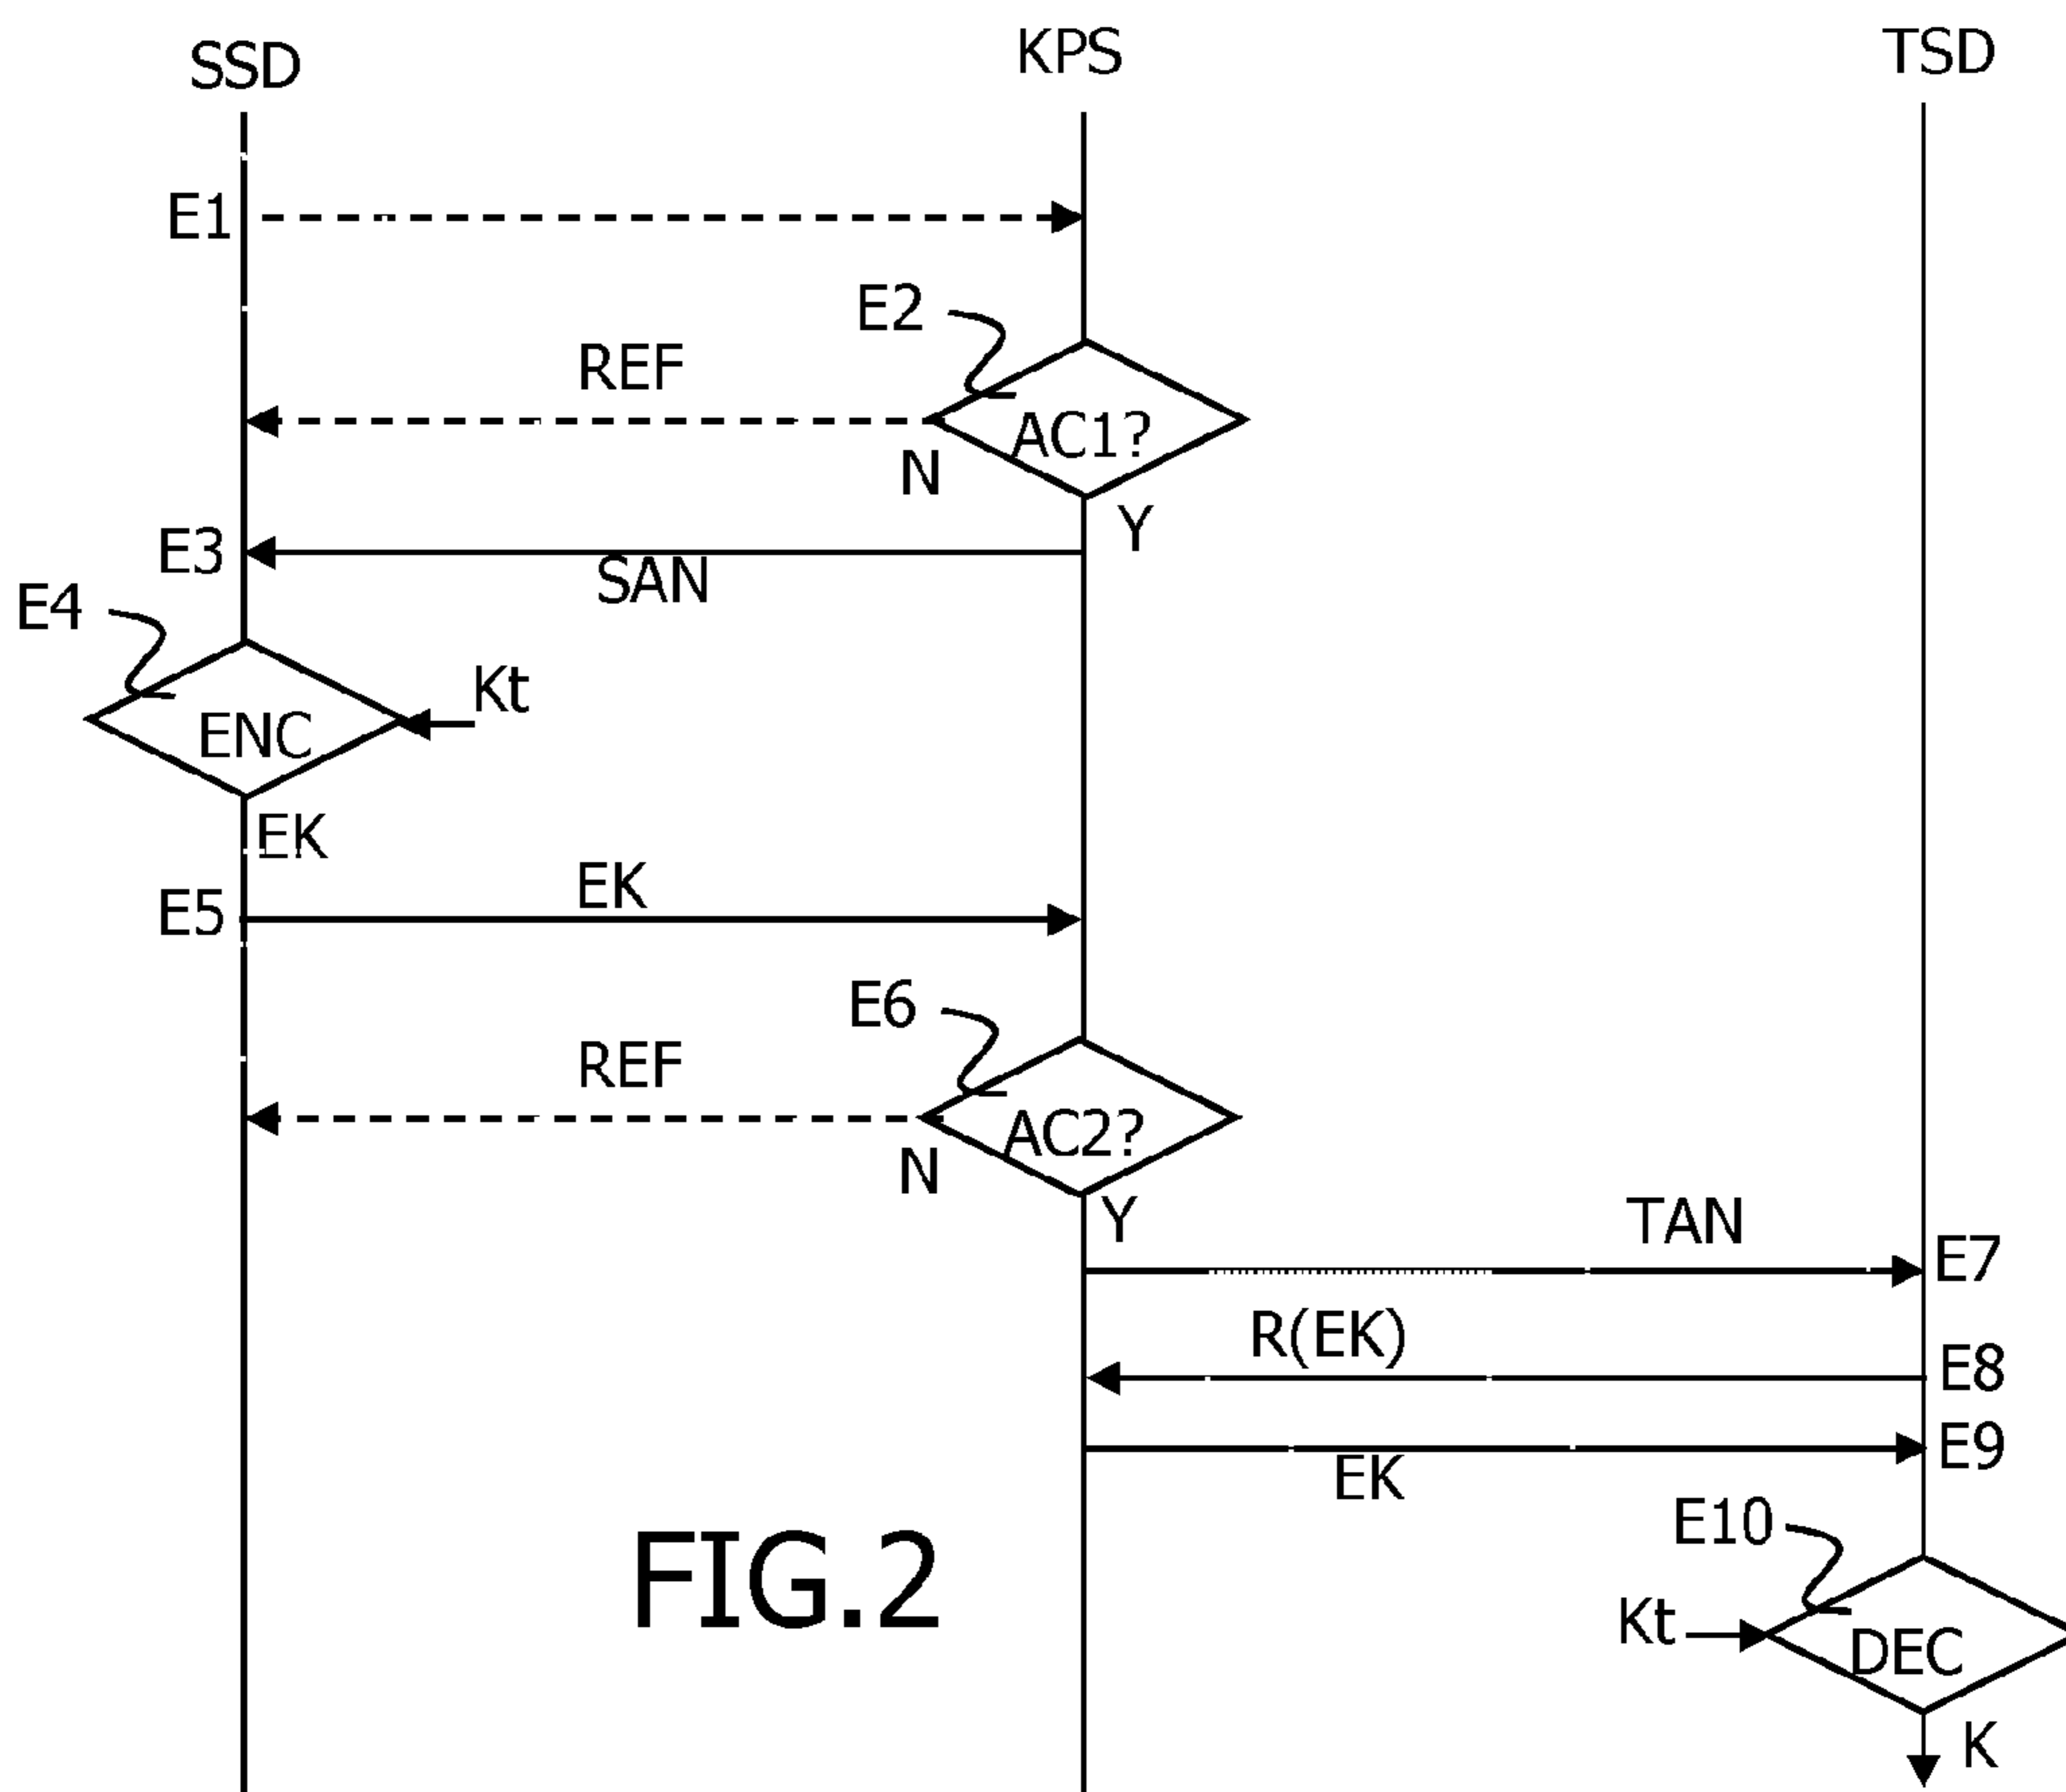 SSD
KPS
TSD
E1
E2
REF
AC1?
N
Y
E3
SAN
E4
Kt
ENC
EK
E5
EK
E6
REF
AC2?
N
Y
TAN
E7
R(EK)
E8
E9
EK
E10
Kt
DEC
K
FIG.2